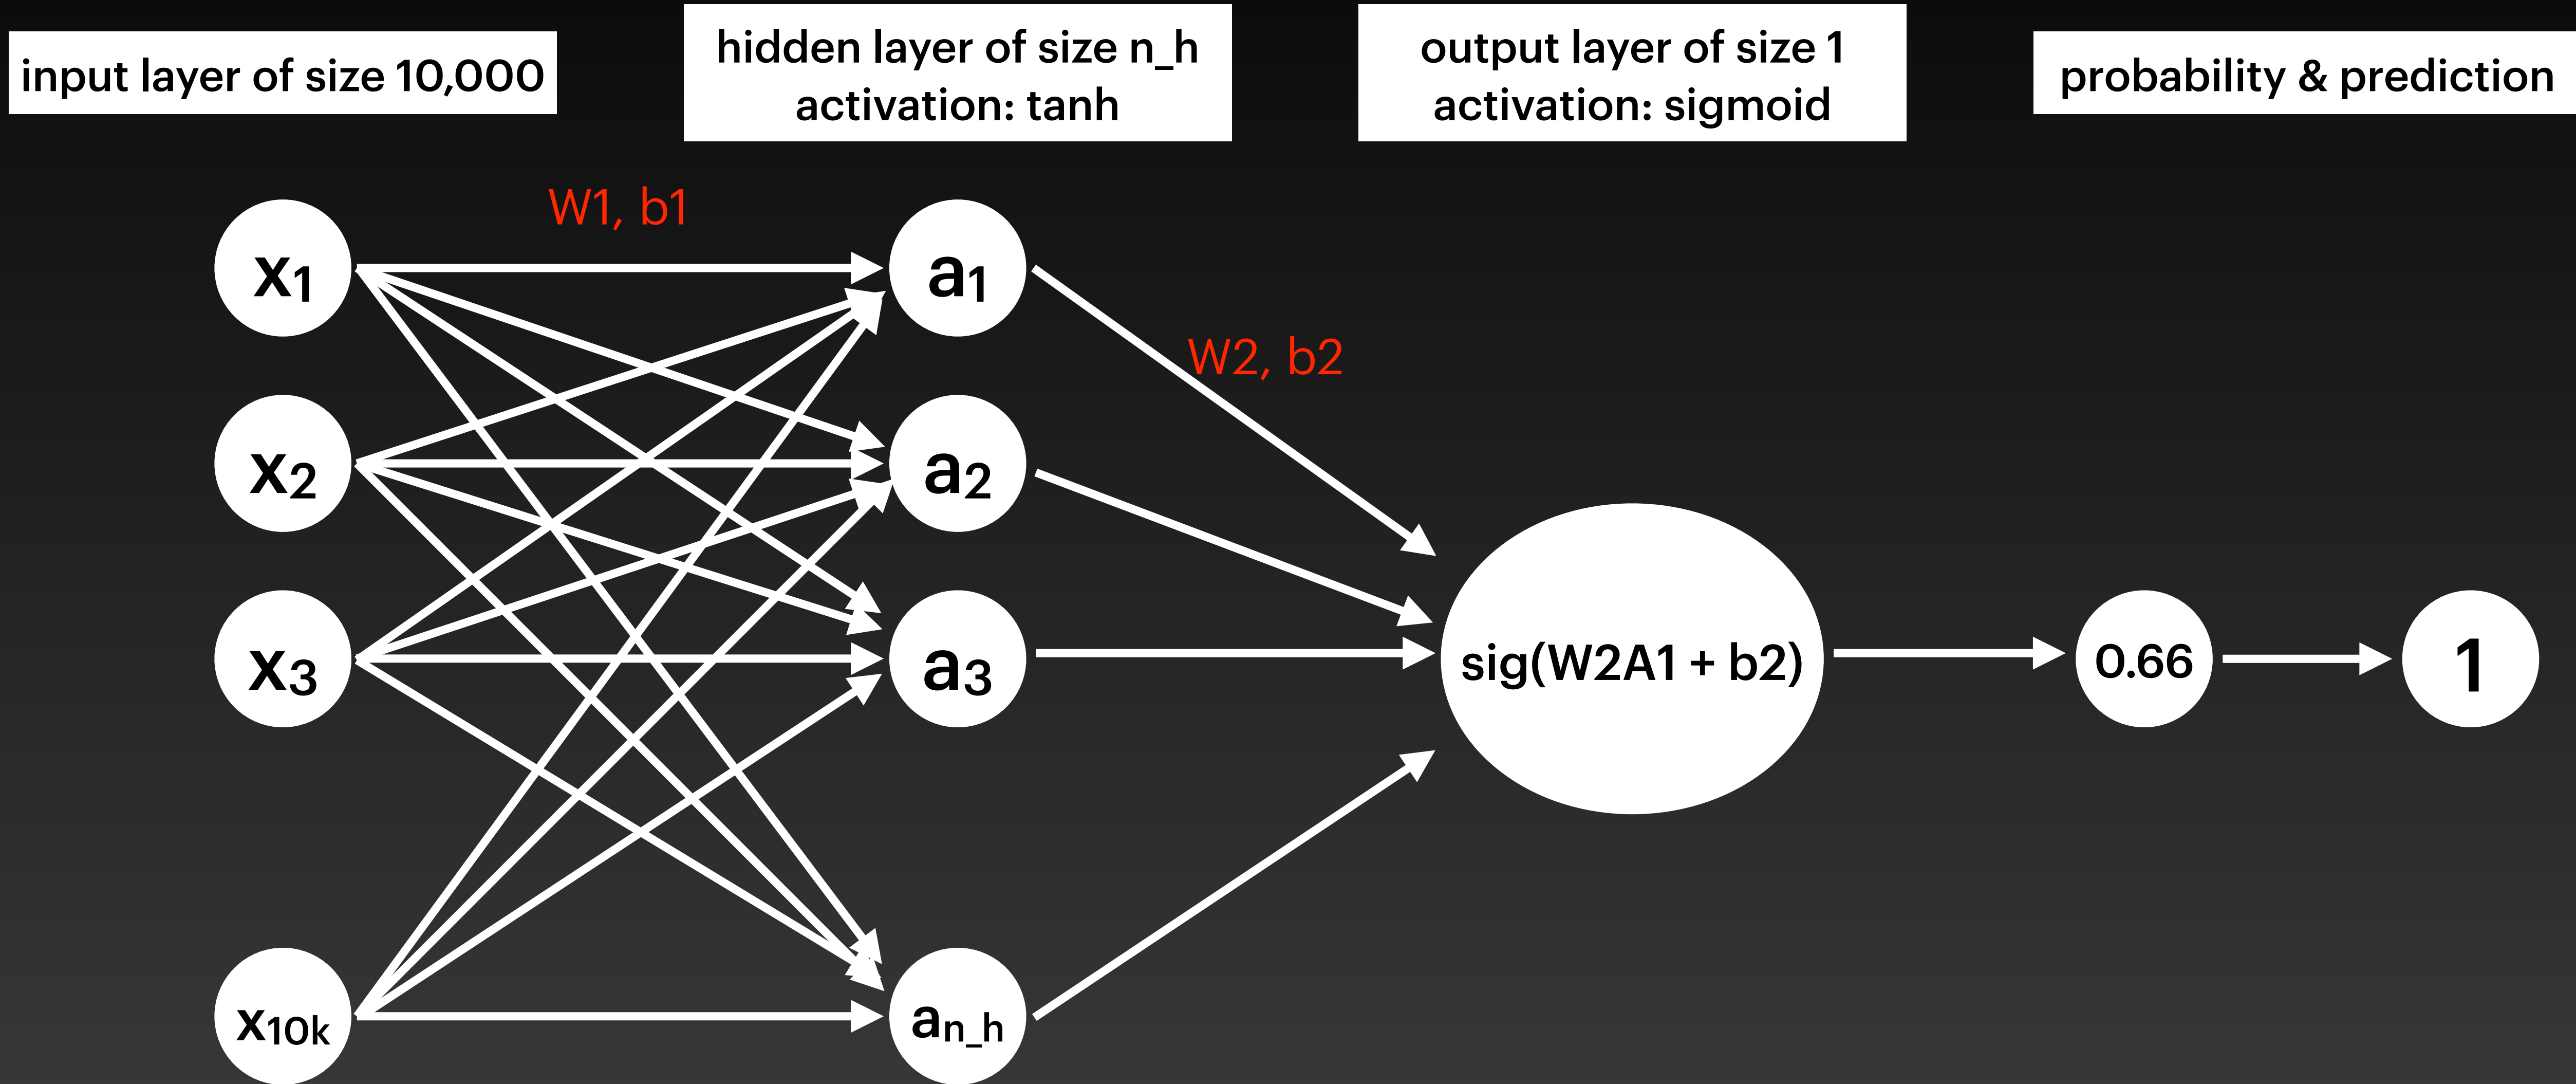 input layer of size 10,000
hidden layer of size n_h
activation: tanh
output layer of size 1
activation: sigmoid
probability & prediction
W1, b1
x₁
a₁
W2, b2
x₂
a₂
x₃
a₃
sig(W2A1 + b2)
0.66
1
x10k
an_h